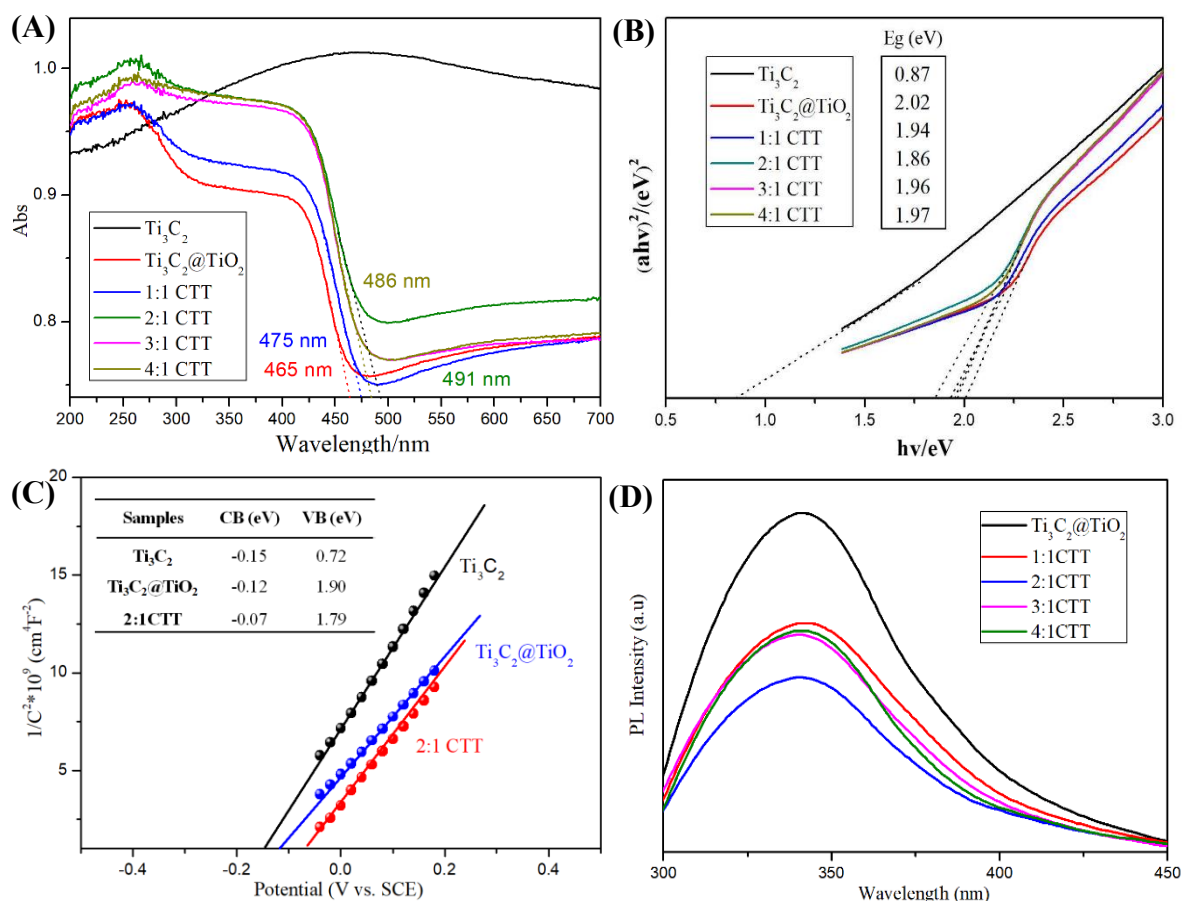 (A)
1.0
0.9
0.8
Abs
Ti₃C₂
Ti₃C₂@TiO₂
1:1 CTT
2:1 CTT
3:1 CTT
4:1 CTT
486 nm
475 nm
465 nm
491 nm
200 250 300 350 400 450 500 550 600 650 700
Wavelength/nm
(B)
Eg (eV)
Ti₃C₂ 0.87
Ti₃C₂@TiO₂ 2.02
1:1 CTT 1.94
2:1 CTT 1.86
3:1 CTT 1.96
4:1 CTT 1.97
(ahv)²/(eV)²
0.5 1.0 1.5 2.0 2.5 3.0
hv/eV
(C)
20
15
10
5
1/C²*10⁹ (cm⁴F⁻²)
Samples CB (eV) VB (eV)
Ti₃C₂ -0.15 0.72
Ti₃C₂@TiO₂ -0.12 1.90
2:1CTT -0.07 1.79
Ti₃C₂
Ti₃C₂@TiO₂
2:1 CTT
-0.4 -0.2 0.0 0.2 0.4
Potential (V vs. SCE)
(D)
Ti₃C₂@TiO₂
1:1CTT
2:1CTT
3:1CTT
4:1CTT
PL Intensity (a.u)
300 350 400 450
Wavelength (nm)